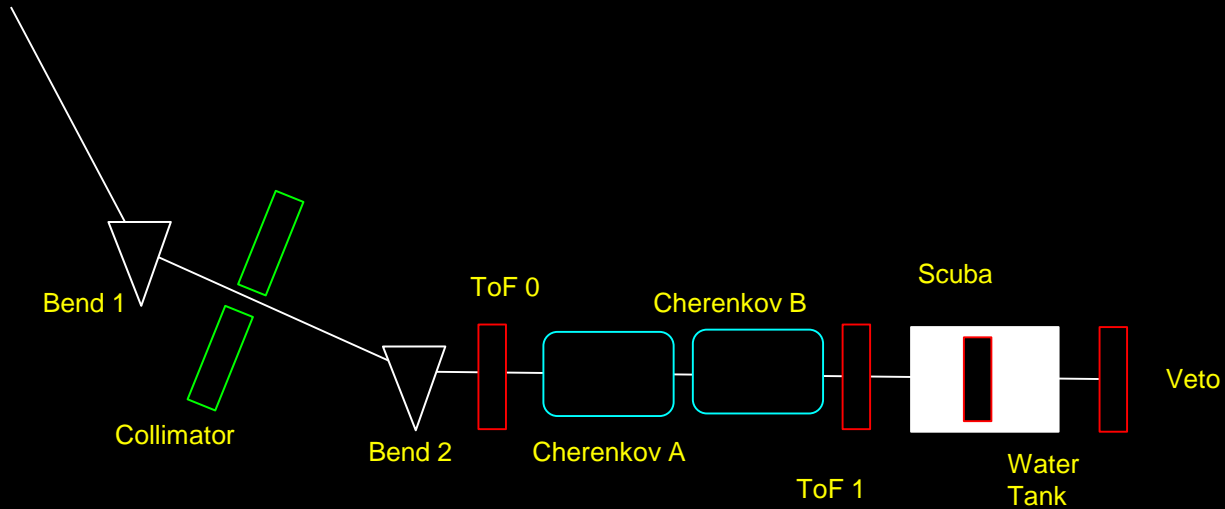 Scuba
ToF 0
Bend 1
Cherenkov B
Veto
Collimator
Bend 2
Cherenkov A
Water
Tank
ToF 1